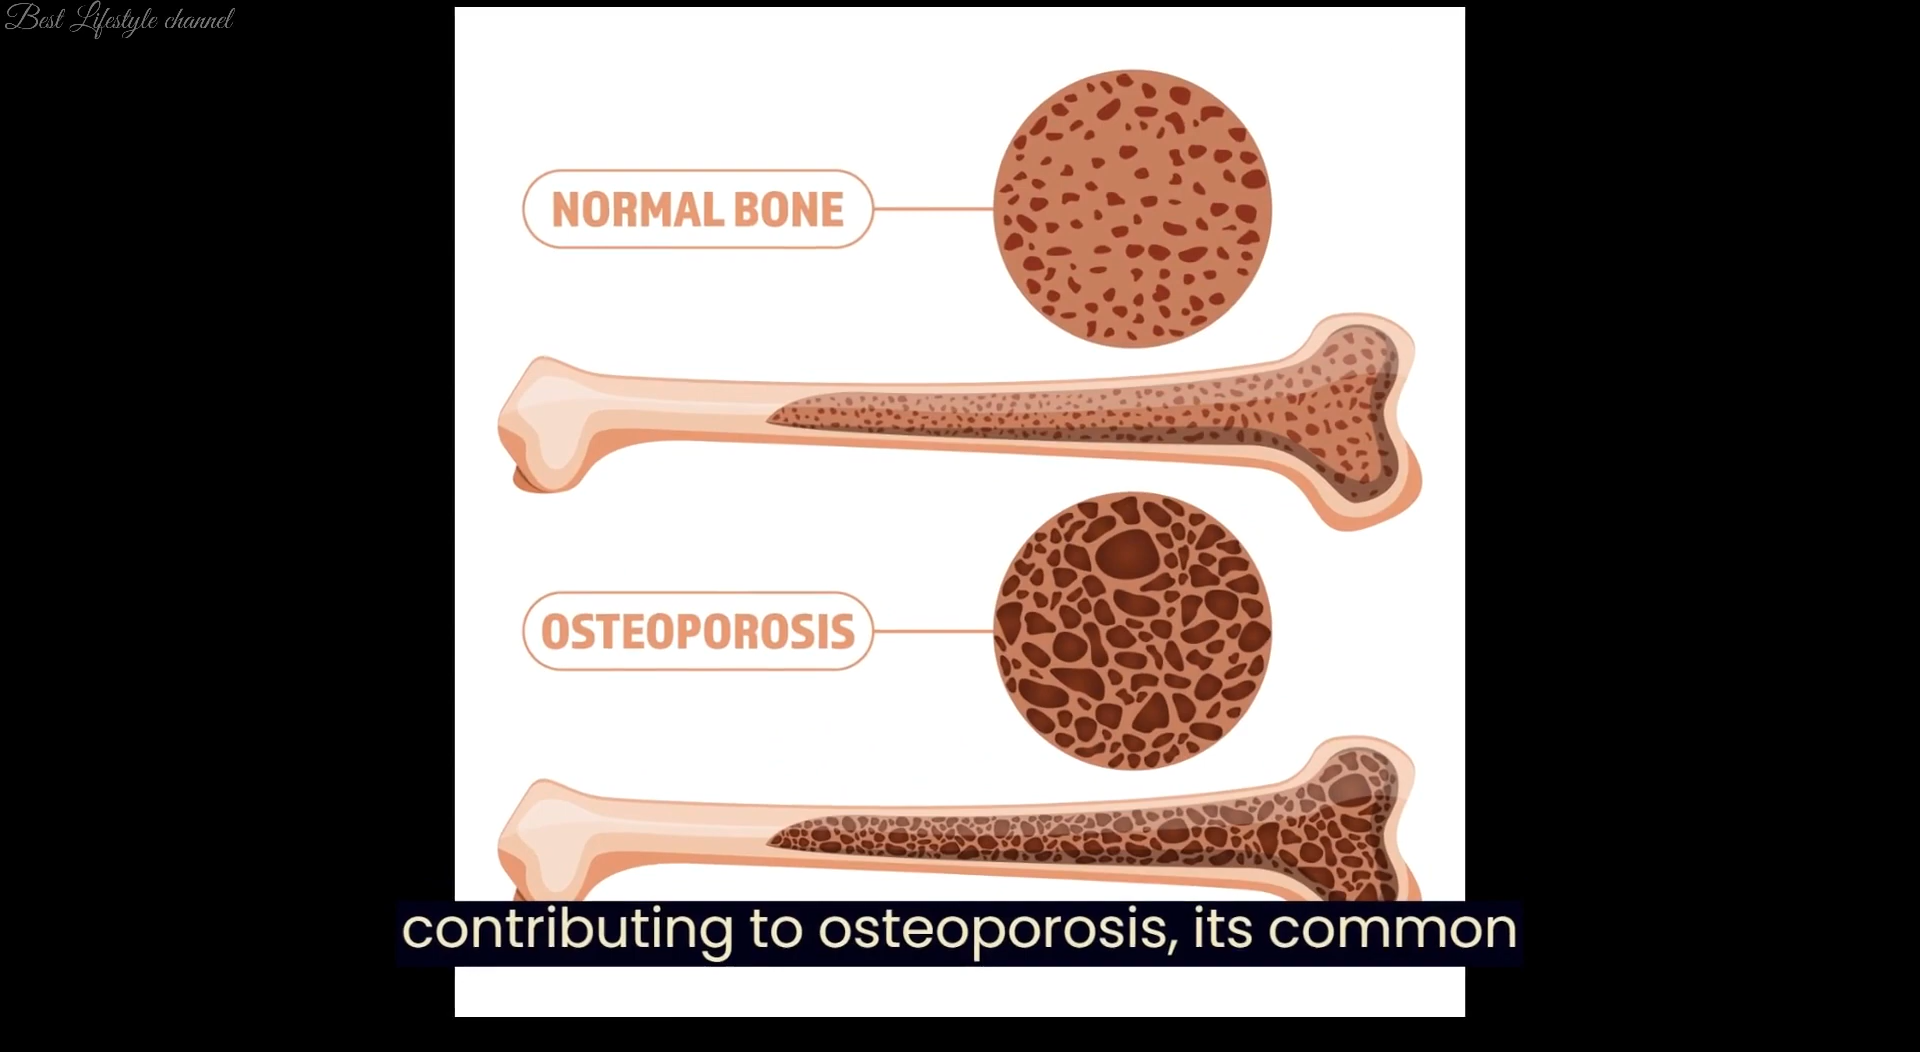 Best Lifestyle channel
NORMAL BONE
OSTEOPOROSIS
contributing to osteoporosis, its common